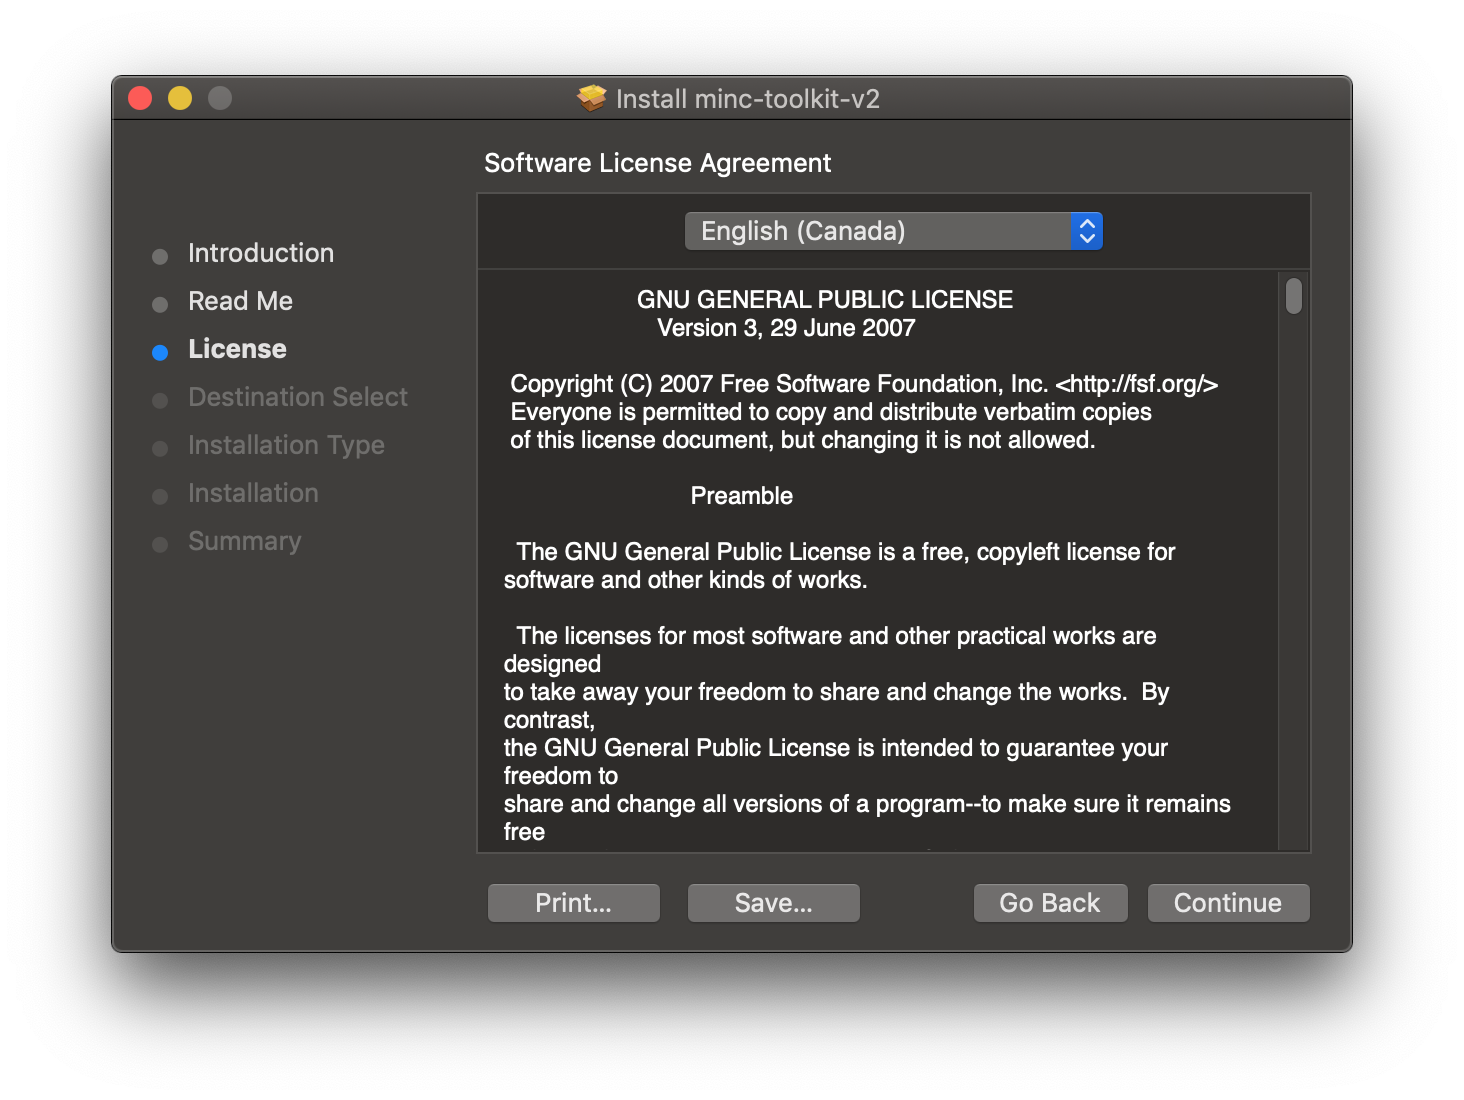 Install minc-toolkit-v2
Software License Agreement
English (Canada)
Introduction
Read Me
License
Destination Select
Installation Type
Installation
Summary
GNU GENERAL PUBLIC LICENSE
Version 3, 29 June 2007
Copyright (C) 2007 Free Software Foundation, Inc. <http://fsf.org/>
Everyone is permitted to copy and distribute verbatim copies
of this license document, but changing it is not allowed.
Preamble
The GNU General Public License is a free, copyleft license for
software and other kinds of works.
The licenses for most software and other practical works are
designed
to take away your freedom to share and change the works.  By
contrast,
the GNU General Public License is intended to guarantee your
freedom to
share and change all versions of a program--to make sure it remains
free
Print...
Save...
Go Back
Continue